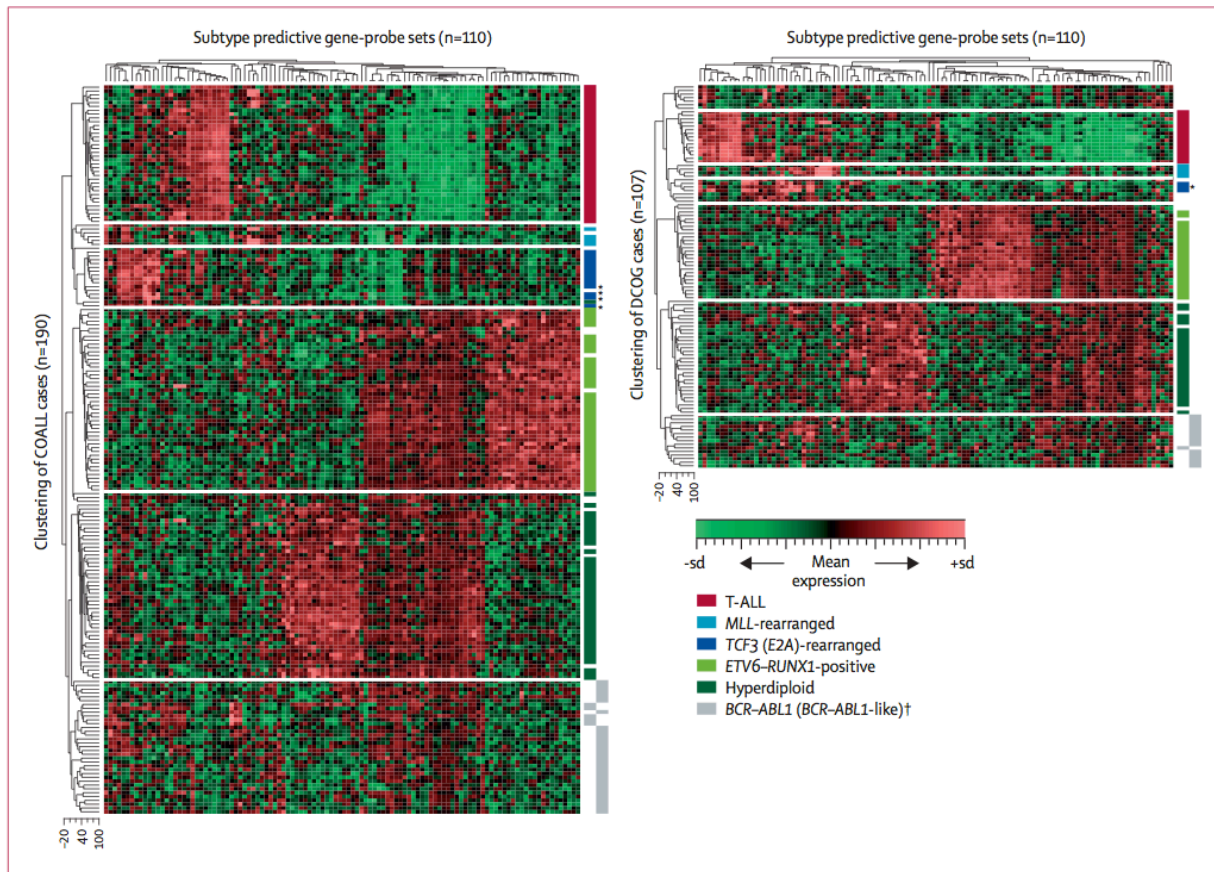 Subtype predictive gene-probe sets (n=110)
Clustering of COALL cases (n=190)
****
*
-20
40
100
Subtype predictive gene-probe sets (n=110)
Clustering of DCOG cases (n=107)
*
-20
40
100
-sd
Mean
expression
+sd
T-ALL
MLL-rearranged
TCF3 (E2A)-rearranged
ETV6–RUNX1-positive
Hyperdiploid
BCR–ABL1 (BCR–ABL1-like)†